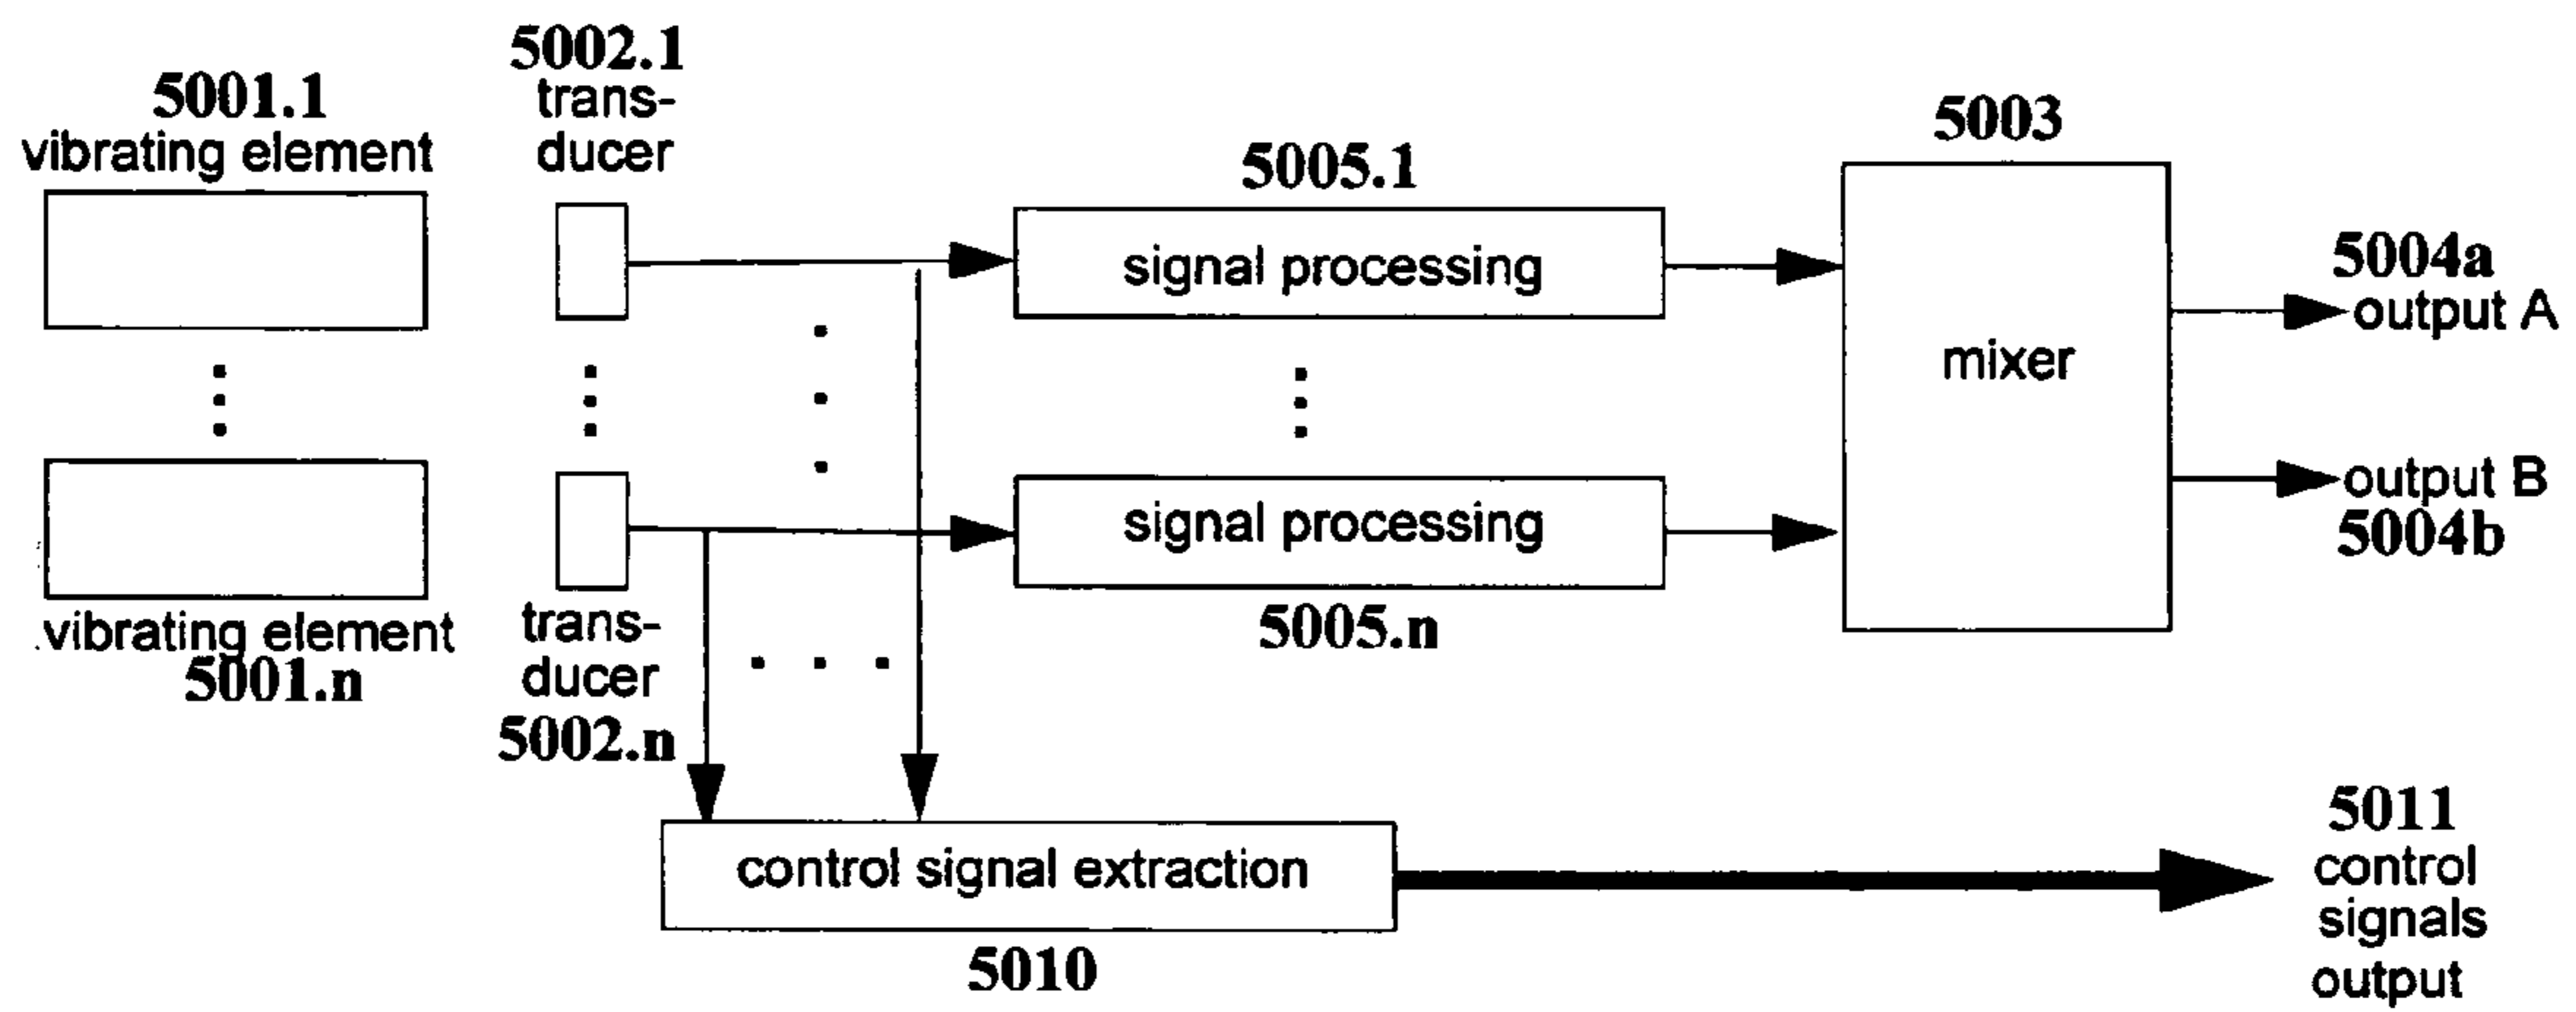 5001.1
vibrating element
5002.1
trans-
ducer
5005.1
signal processing
5003
mixer
5004a
output A
output B
5004b
signal processing
5005.n
vibrating element
5001.n
trans-
ducer
5002.n
control signal extraction
5010
5011
control
signals
output